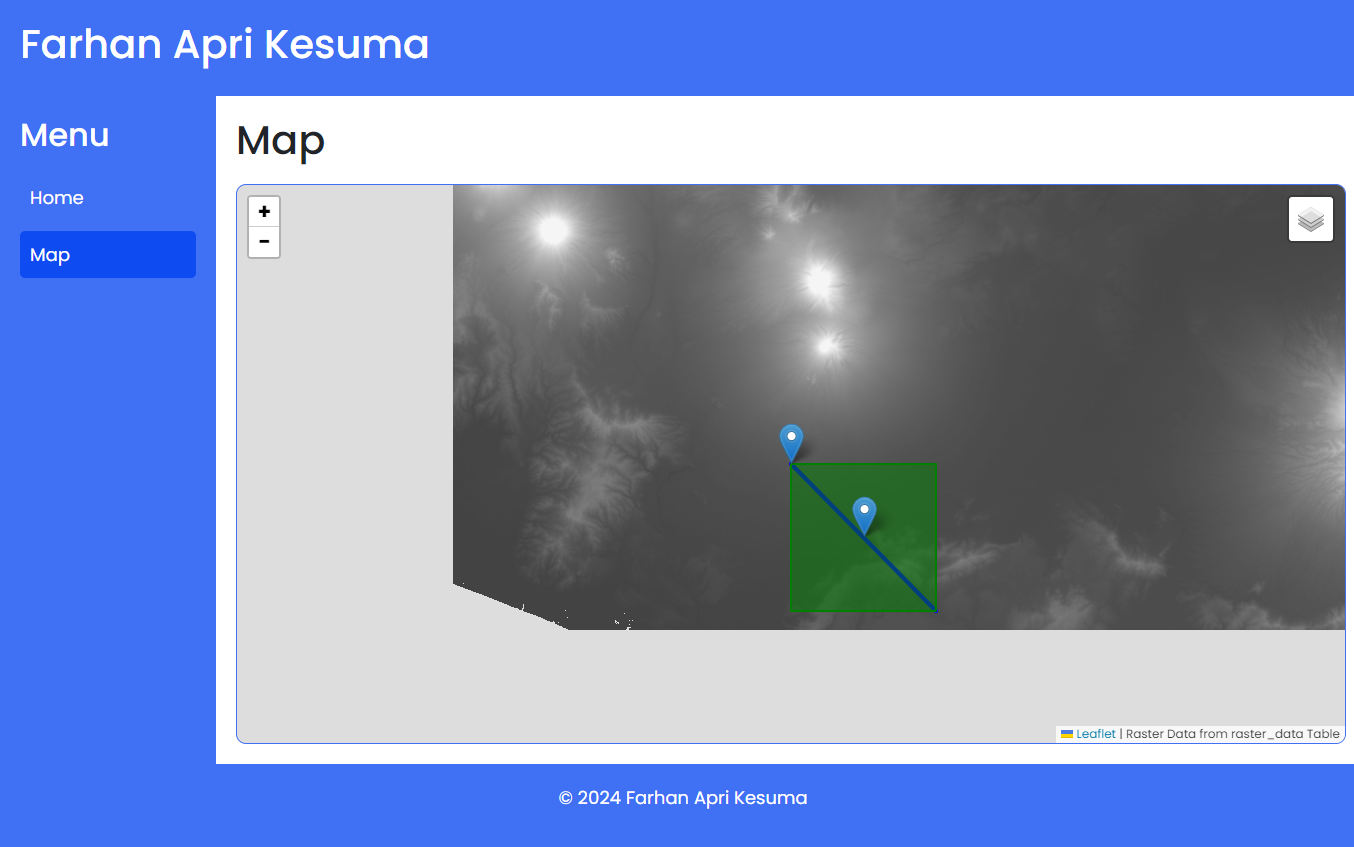 Farhan Apri Kesuma
Menu
Home
Map
Map
+
-
Leaflet | Raster Data from raster_data Table
© 2024 Farhan Apri Kesuma